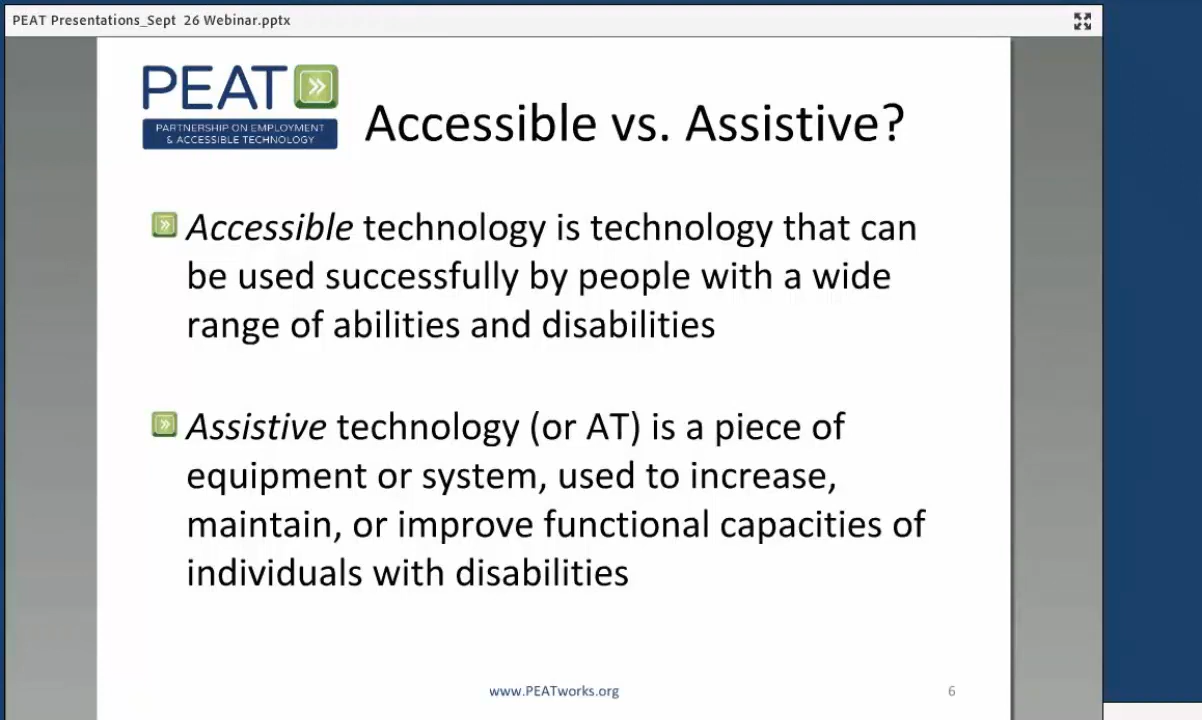 PEAT Presentations_Sept 26 Webinar.pptx
PEAT
PARTNERSHIP ON EMPLOYMENT
& ACCESSIBLE TECHNOLOGY
Accessible vs. Assistive?
Accessible technology is technology that can
be used successfully by people with a wide
range of abilities and disabilities
Assistive technology (or AT) is a piece of
equipment or system, used to increase,
maintain, or improve functional capacities of
individuals with disabilities
www.PEATworks.org
6